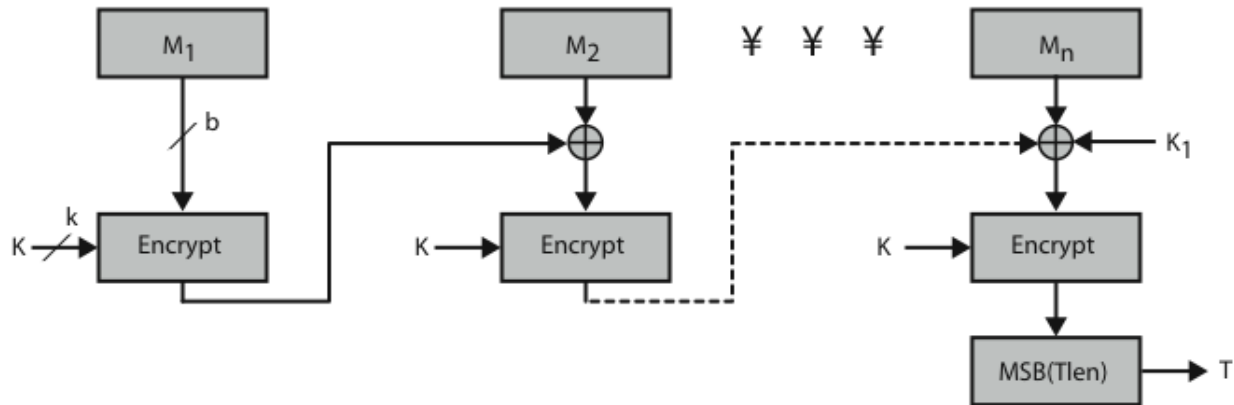 M1
M2
¥ ¥ ¥
Mn
b
K1
k
K
Encrypt
K
Encrypt
K
Encrypt
MSB(Tlen)
T